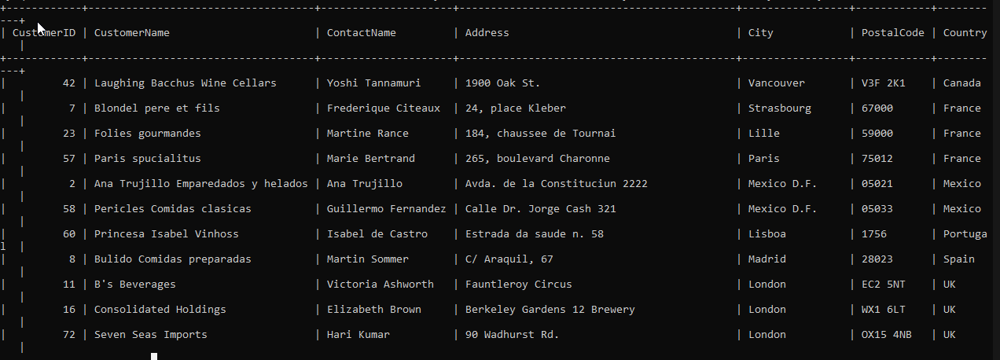 +------------+-----------------------------------+---------------------+--------------------------------------------+-----------------+------------+-------
---+
| CustomerID | CustomerName | ContactName | Address | City | PostalCode | Country
|
+------------+-----------------------------------+---------------------+--------------------------------------------+-----------------+------------+-------
---+
| 42 | Laughing Bacchus Wine Cellars | Yoshi Tannamuri | 1900 Oak St. | Vancouver | V3F 2K1 | Canada
|
| 7 | Blondel pere et fils | Frederique Citeaux | 24, place Kleber | Strasbourg | 67000 | France
|
| 23 | Folies gourmandes | Martine Rance | 184, chaussee de Tournai | Lille | 59000 | France
|
| 57 | Paris spucialitus | Marie Bertrand | 265, boulevard Charonne | Paris | 75012 | France
|
| 2 | Ana Trujillo Emparedados y helados | Ana Trujillo | Avda. de la Constituciun 2222 | Mexico D.F. | 05021 | Mexico
|
| 58 | Pericles Comidas clasicas | Guillermo Fernandez | Calle Dr. Jorge Cash 321 | Mexico D.F. | 05033 | Mexico
|
| 60 | Princesa Isabel Vinhoss | Isabel de Castro | Estrada da saude n. 58 | Lisboa | 1756 | Portuga
l |
| 8 | Bulido Comidas preparadas | Martin Sommer | C/ Araquil, 67 | Madrid | 28023 | Spain
|
| 11 | B's Beverages | Victoria Ashworth | Fauntleroy Circus | London | EC2 5NT | UK
|
| 16 | Consolidated Holdings | Elizabeth Brown | Berkeley Gardens 12 Brewery | London | WX1 6LT | UK
|
| 72 | Seven Seas Imports | Hari Kumar | 90 Wadhurst Rd. | London | OX15 4NB | UK
|